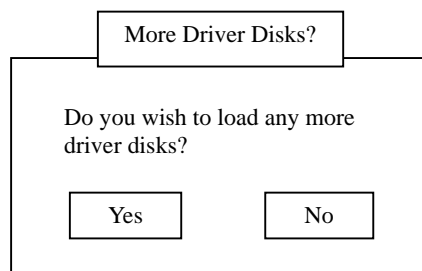 More Driver Disks?
Do you wish to load any more
driver disks?
Yes
No